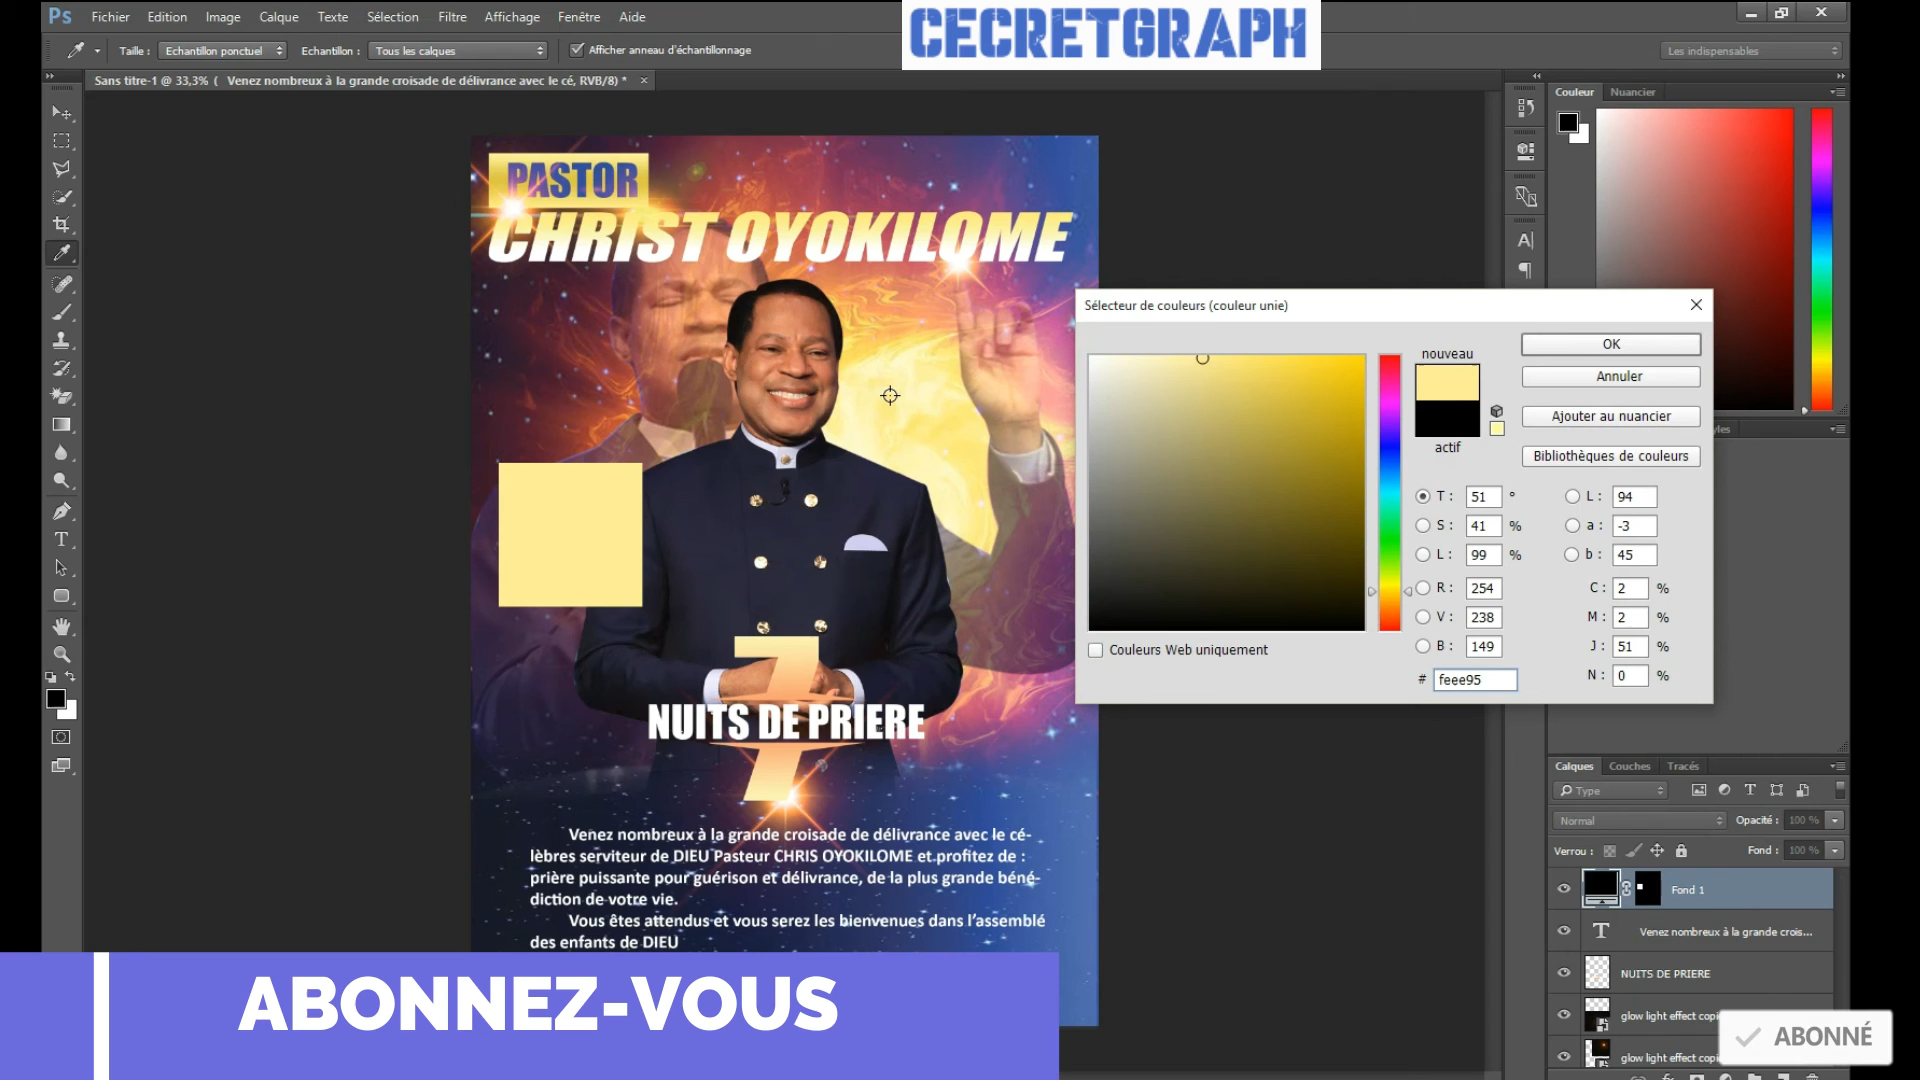 Ps Fichier Edition Image Calque Texte Sélection Filtre Affichage Fenêtre Aide
CECRETGRAPH
Taille : Echantillon ponctuel Echantillon : Tous les calques Afficher anneau d'échantillonnage
Les indispensables
Sans titre-1 @ 33,3% ( Venez nombreux à la grande croisade de délivrance avec le cé, RVB/8) *
Couleur Nuancier
PASTOR
CHRIST OYOKILOME
Sélecteur de couleurs (couleur unie)
nouveau
actif
OK
Annuler
Ajouter au nuancier
Bibliothèques de couleurs
T : 51 °
S : 41 %
L : 99 %
R : 254
V : 238
B : 149
# feee95
L : 94
a : -3
b : 45
C : 2 %
M : 2 %
J : 51 %
N : 0 %
Couleurs Web uniquement
7
NUITS DE PRIERE
Venez nombreux à la grande croisade de délivrance avec le cé-
lèbres serviteur de DIEU Pasteur CHRIS OYOKILOME et profitez de :
prière puissante pour guérison et délivrance, de la plus grande béné-
diction de votre vie.
Vous êtes attendus et vous serez les bienvenues dans l'assemblé
des enfants de DIEU
Calques Couches Tracés
Type
Normal Opacité : 100 %
Verrou : Fond : 100 %
Fond 1
Venez nombreux à la grande crois...
NUITS DE PRIERE
glow light effect copi
glow light effect copi
ABONNEZ-VOUS
ABONNÉ